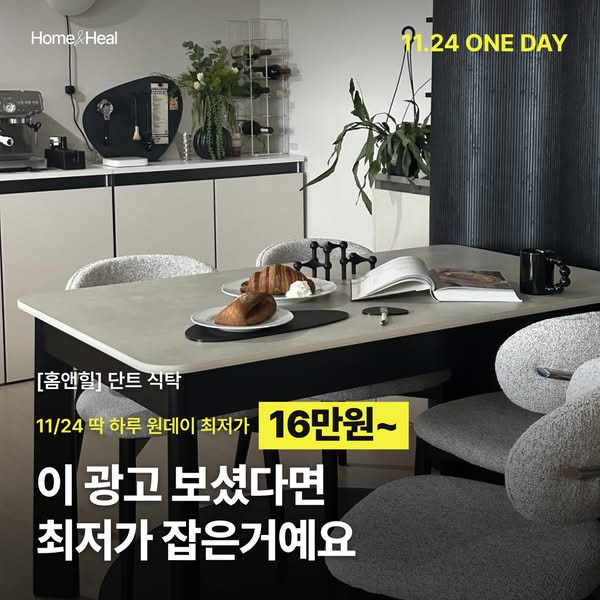 Home&Heal
11.24 ONE DAY
[홈앤힐] 단트 식탁
11/24 딱 하루 원데이 최저가 16만원~
이 광고 보셨다면
최저가 잡은거예요